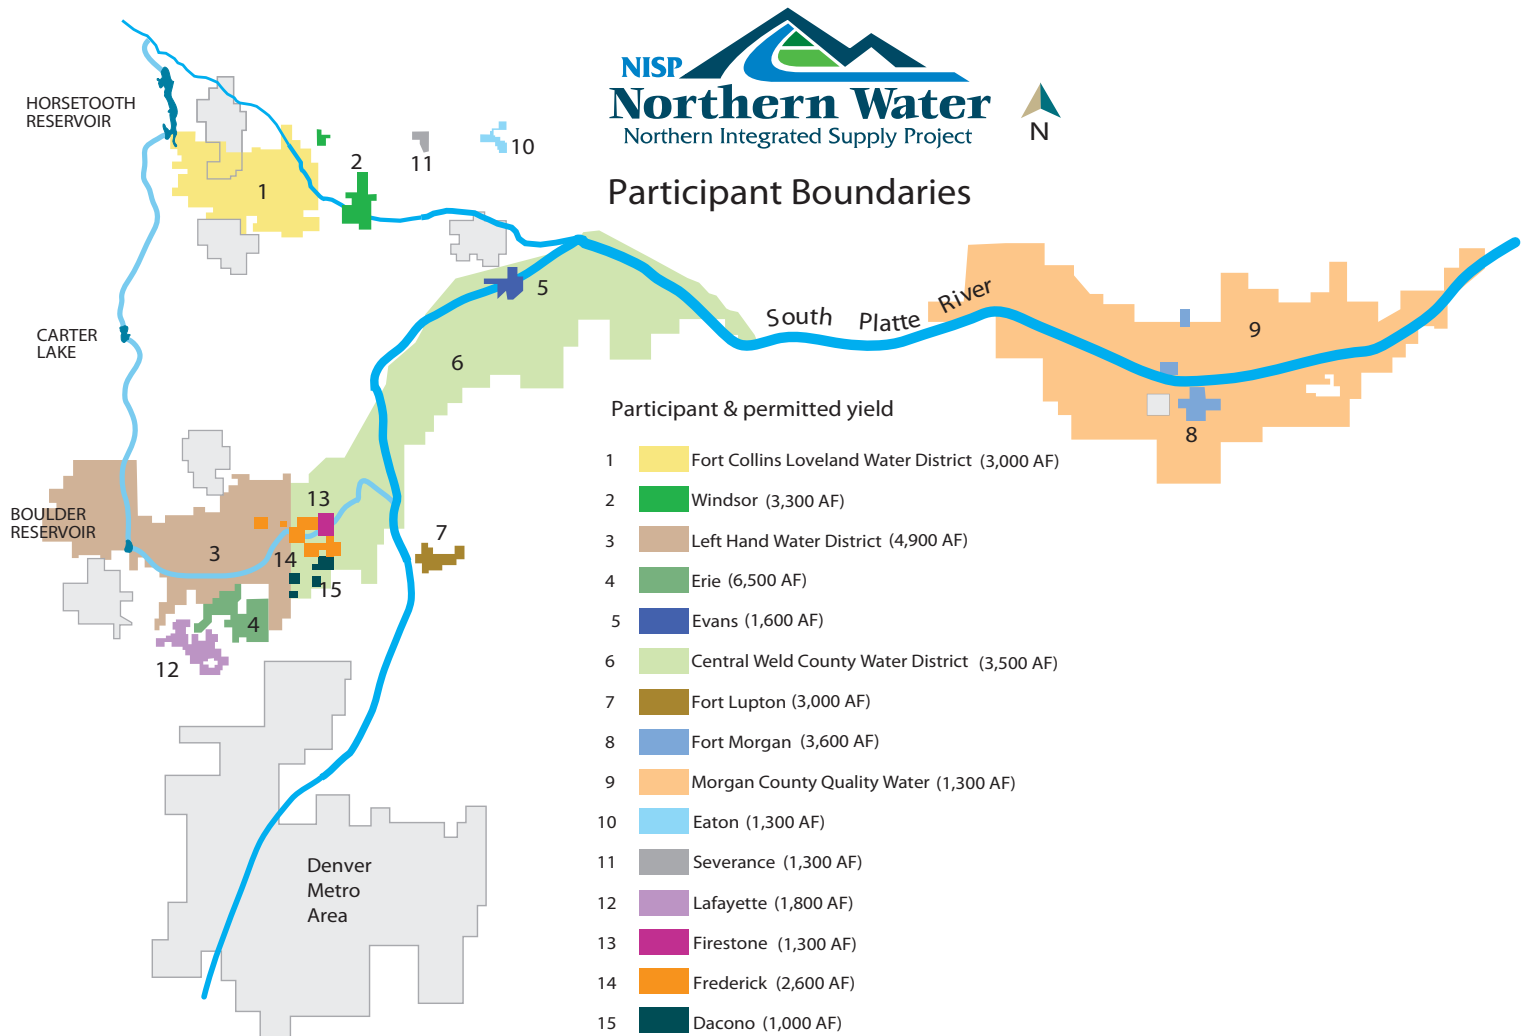 NISP
Northern Water
Northern Integrated Supply Project
N
Participant Boundaries
HORSETOOTH
RESERVOIR
CARTER
LAKE
BOULDER
RESERVOIR
1
2
11
10
5
6
South Platte River
9
8
13
3
14
15
7
4
12
Denver
Metro
Area
Participant & permitted yield
1 Fort Collins Loveland Water District (3,000 AF)
2 Windsor (3,300 AF)
3 Left Hand Water District (4,900 AF)
4 Erie (6,500 AF)
5 Evans (1,600 AF)
6 Central Weld County Water District (3,500 AF)
7 Fort Lupton (3,000 AF)
8 Fort Morgan (3,600 AF)
9 Morgan County Quality Water (1,300 AF)
10 Eaton (1,300 AF)
11 Severance (1,300 AF)
12 Lafayette (1,800 AF)
13 Firestone (1,300 AF)
14 Frederick (2,600 AF)
15 Dacono (1,000 AF)